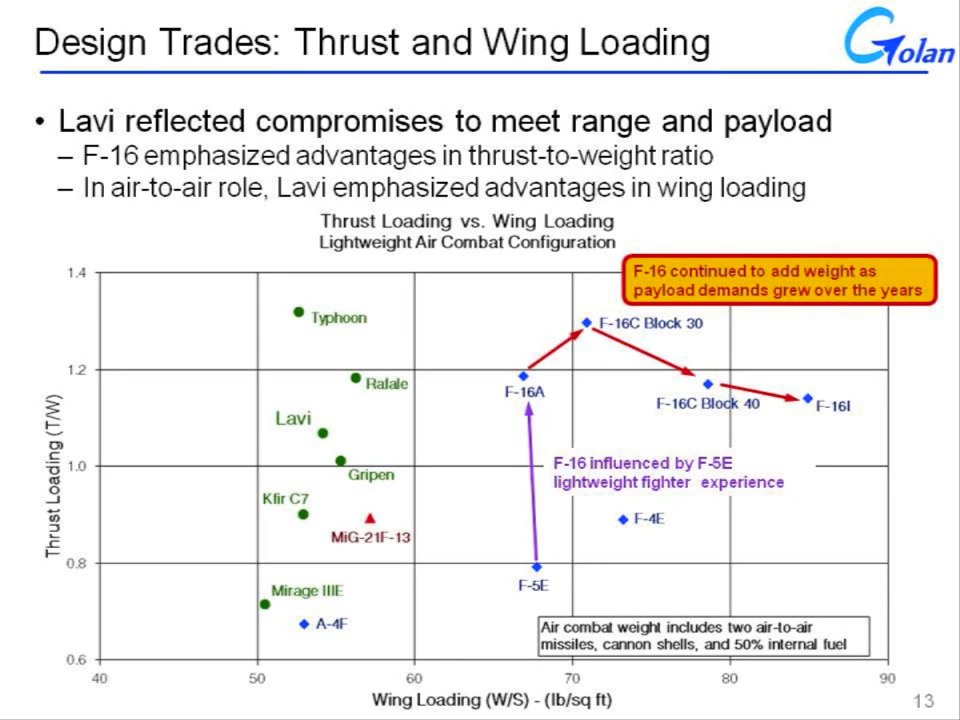 Design Trades: Thrust and Wing Loading
Golan
• Lavi reflected compromises to meet range and payload
– F-16 emphasized advantages in thrust-to-weight ratio
– In air-to-air role, Lavi emphasized advantages in wing loading
Thrust Loading vs. Wing Loading
Lightweight Air Combat Configuration
F-16 continued to add weight as
payload demands grew over the years
1.4
Typhoon
F-16C Block 30
1.2
Rafale
F-16A
F-16C Block 40
F-16I
Lavi
Thrust Loading (T/W)
1.0
Gripen
F-16 influenced by F-5E
lightweight fighter experience
Kfir C7
MiG-21F-13
F-4E
0.8
Mirage IIIE
F-5E
A-4F
Air combat weight includes two air-to-air
missiles, cannon shells, and 50% internal fuel
0.6
40 50 60 70 80 90
Wing Loading (W/S) - (lb/sq ft)
13